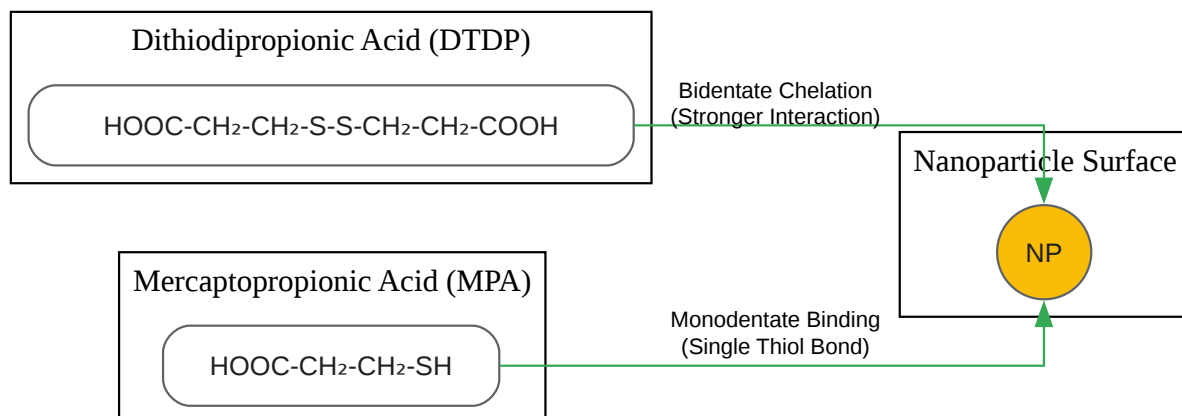 Dithiodipropionic Acid (DTDP)
HOOC-CH₂-CH₂-S-S-CH₂-CH₂-COOH
Bidentate Chelation
(Stronger Interaction)
Nanoparticle Surface
NP
Mercaptopropionic Acid (MPA)
HOOC-CH₂-CH₂-SH
Monodentate Binding
(Single Thiol Bond)